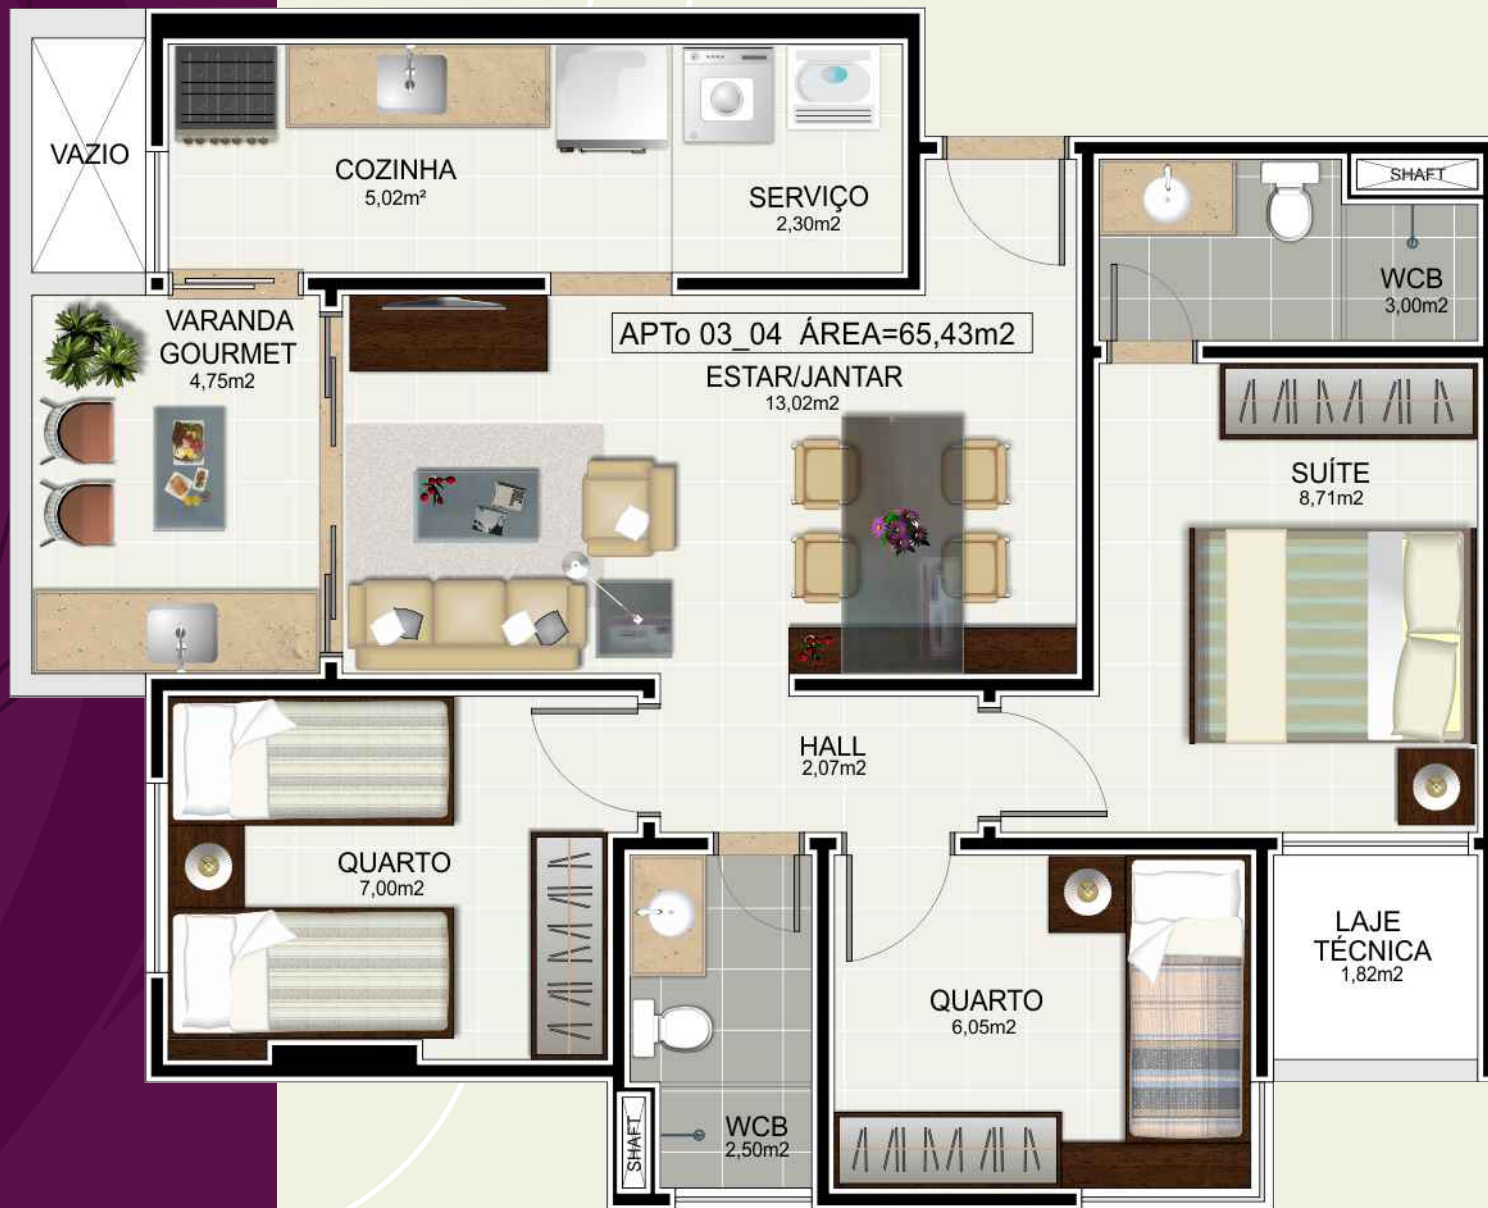 VAZIO
COZINHA
5,02m²
SERVIÇO
2,30m2
SHAFT
WCB
3,00m2
VARANDA
GOURMET
4,75m2
APTo 03_04 ÁREA=65,43m2
ESTAR/JANTAR
13,02m2
SUÍTE
8,71m2
HALL
2,07m2
QUARTO
7,00m2
LAJE
TÉCNICA
1,82m2
QUARTO
6,05m2
SHAFT
WCB
2,50m2